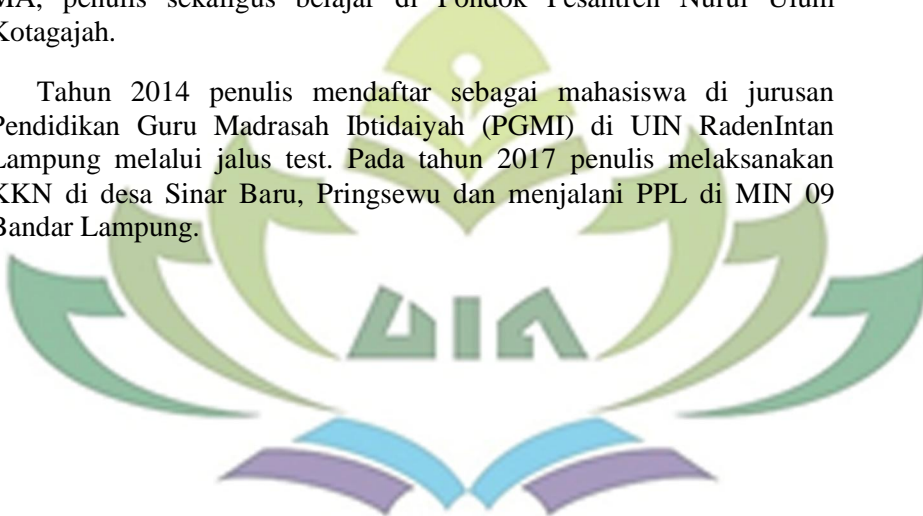 MA, penulis sekaligus belajar di Pondok Pesantren Nurul Ulum
Kotagajah.
Tahun 2014 penulis mendaftar sebagai mahasiswa di jurusan
Pendidikan Guru Madrasah Ibtidaiyah (PGMI) di UIN RadenIntan
Lampung melalui jalus test. Pada tahun 2017 penulis melaksanakan
KKN di desa Sinar Baru, Pringsewu dan menjalani PPL di MIN 09
Bandar Lampung.